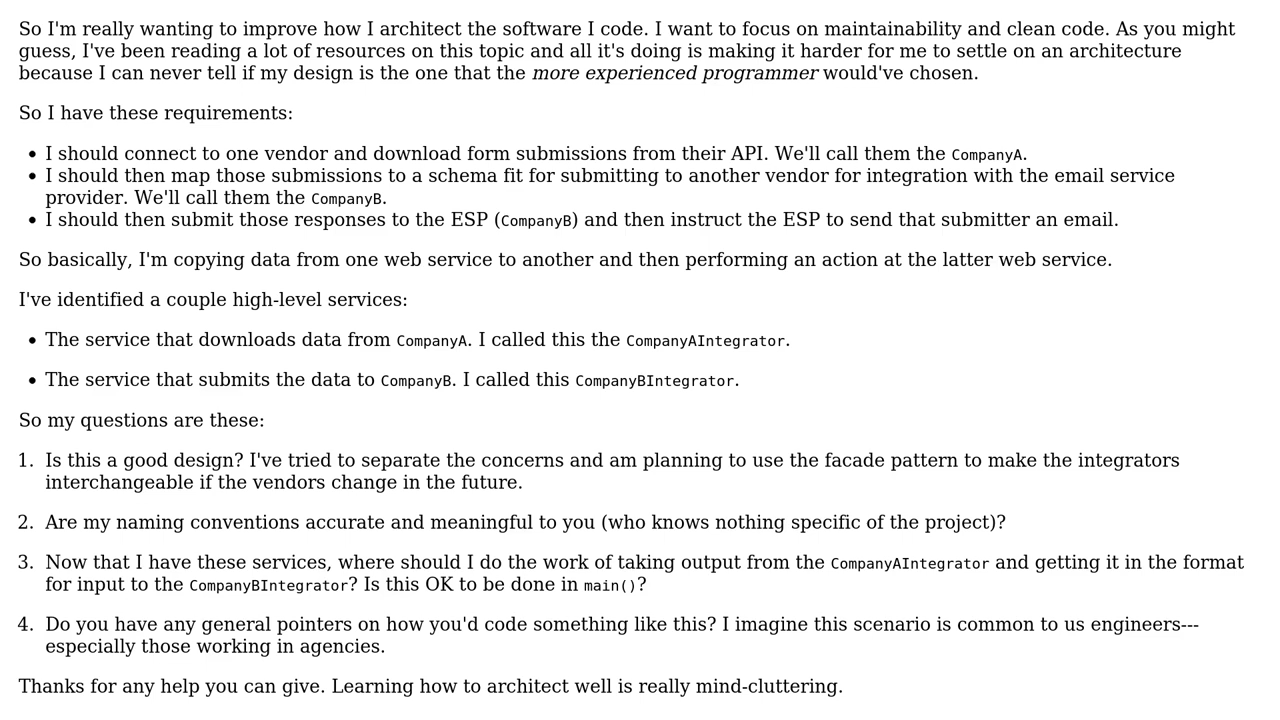 So I'm really wanting to improve how I architect the software I code. I want to focus on maintainability and clean code. As you might
guess, I've been reading a lot of resources on this topic and all it's doing is making it harder for me to settle on an architecture
because I can never tell if my design is the one that the more experienced programmer would've chosen.
So I have these requirements:
• I should connect to one vendor and download form submissions from their API. We'll call them the CompanyA.
• I should then map those submissions to a schema fit for submitting to another vendor for integration with the email service
provider. We'll call them the CompanyB.
• I should then submit those responses to the ESP (CompanyB) and then instruct the ESP to send that submitter an email.
So basically, I'm copying data from one web service to another and then performing an action at the latter web service.
I've identified a couple high-level services:
• The service that downloads data from CompanyA. I called this the CompanyAIntegrator.
• The service that submits the data to CompanyB. I called this CompanyBIntegrator.
So my questions are these:
1. Is this a good design? I've tried to separate the concerns and am planning to use the facade pattern to make the integrators
interchangeable if the vendors change in the future.
2. Are my naming conventions accurate and meaningful to you (who knows nothing specific of the project)?
3. Now that I have these services, where should I do the work of taking output from the CompanyAIntegrator and getting it in the format
for input to the CompanyBIntegrator? Is this OK to be done in main()?
4. Do you have any general pointers on how you'd code something like this? I imagine this scenario is common to us engineers---
especially those working in agencies.
Thanks for any help you can give. Learning how to architect well is really mind-cluttering.